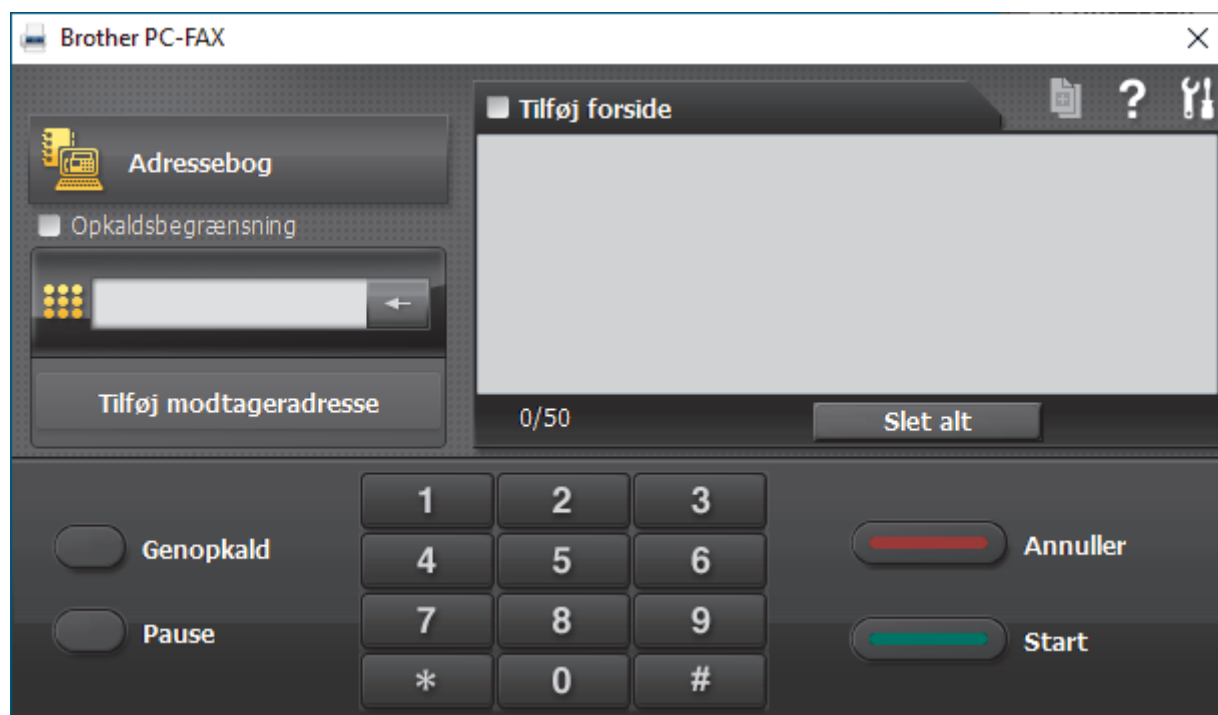 Brother PC-FAX
Tilføj forside
?
Adressebog
Opkaldsbegrænsning
Tilføj modtageradresse
0/50
Slet alt
1 2 3
Genopkald
4 5 6
Annuller
Pause
7 8 9
Start
* 0 #